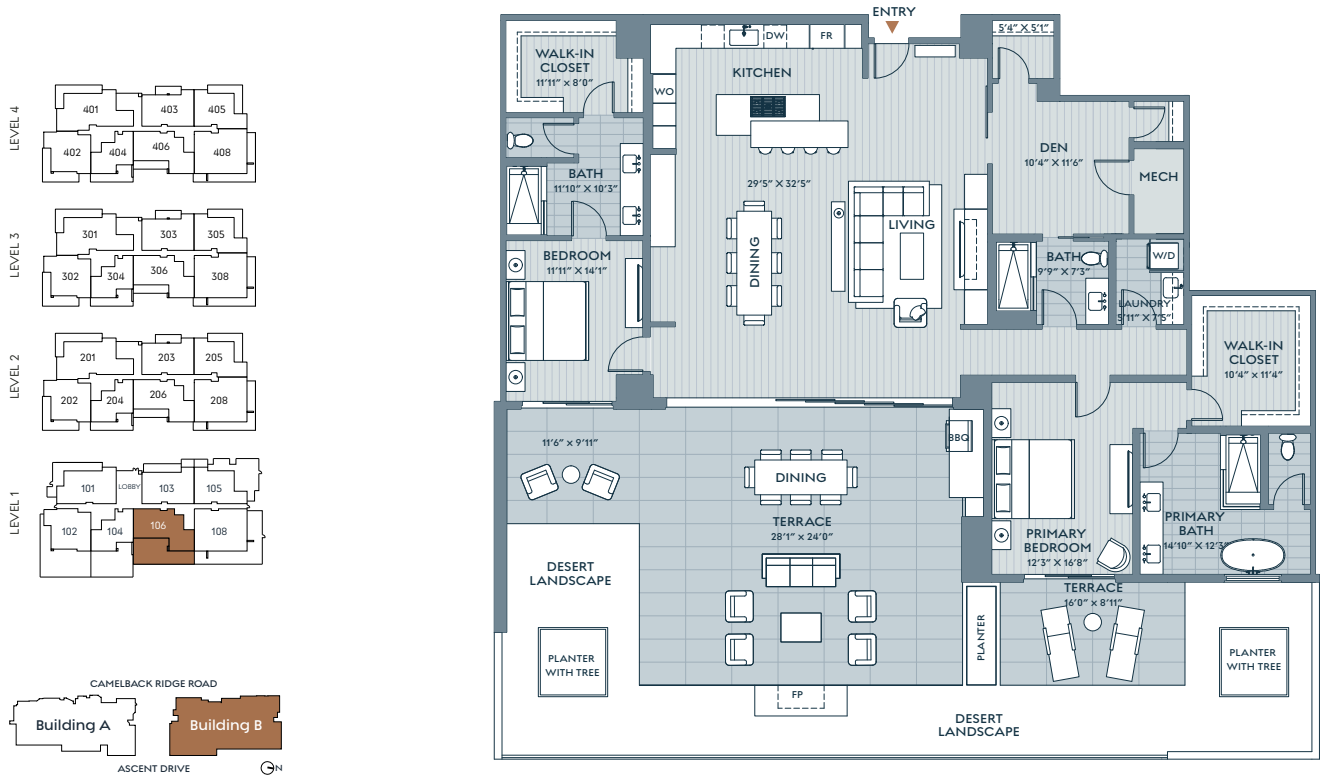 LEVEL 4
401
403
405
402
404
406
408
LEVEL 3
301
303
305
302
304
306
308
LEVEL 2
201
203
205
202
204
206
208
LEVEL 1
101
LOBBY
103
105
102
104
106
108
CAMELBACK RIDGE ROAD
Building A
Building B
ASCENT DRIVE
N
ENTRY
WALK-IN
CLOSET
11'11" X 8'0"
DW
FR
KITCHEN
WO
5'4" X 5'1"
DEN
10'4" X 11'6"
MECH
BATH
11'10" X 10'3"
29'5" X 32'5"
LIVING
DINING
BEDROOM
11'11" X 14'1"
BATH
9'9" X 7'3"
W/D
LAUNDRY
5'11" X 7'5"
WALK-IN
CLOSET
10'4" X 11'4"
11'6" X 9'11"
BBQ
DINING
TERRACE
28'1" X 24'0"
PRIMARY
BEDROOM
12'3" X 16'8"
PRIMARY
BATH
14'10" X 12'3"
DESERT
LANDSCAPE
TERRACE
16'0" X 8'11"
PLANTER
WITH TREE
PLANTER
PLANTER
WITH TREE
FP
DESERT
LANDSCAPE